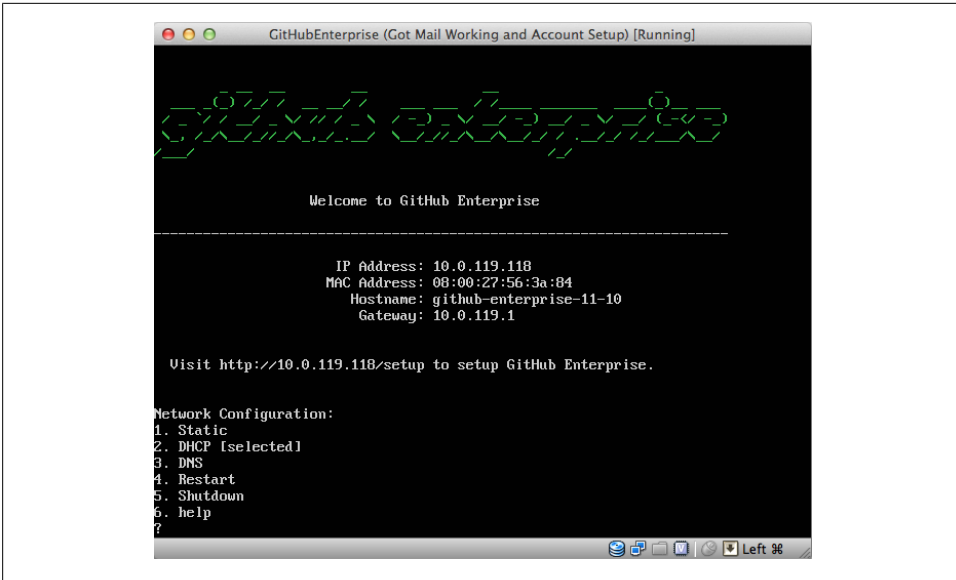 GitHubEnterprise (Got Mail Working and Account Setup) [Running]
github enterprise
Welcome to GitHub Enterprise
IP Address: 10.0.119.118
MAC Address: 08:00:27:56:3a:84
Hostname: github-enterprise-11-10
Gateway: 10.0.119.1
Visit http://10.0.119.118/setup to setup GitHub Enterprise.
Network Configuration:
1. Static
2. DHCP [selected]
3. DNS
4. Restart
5. Shutdown
6. help
?
Left ⌘